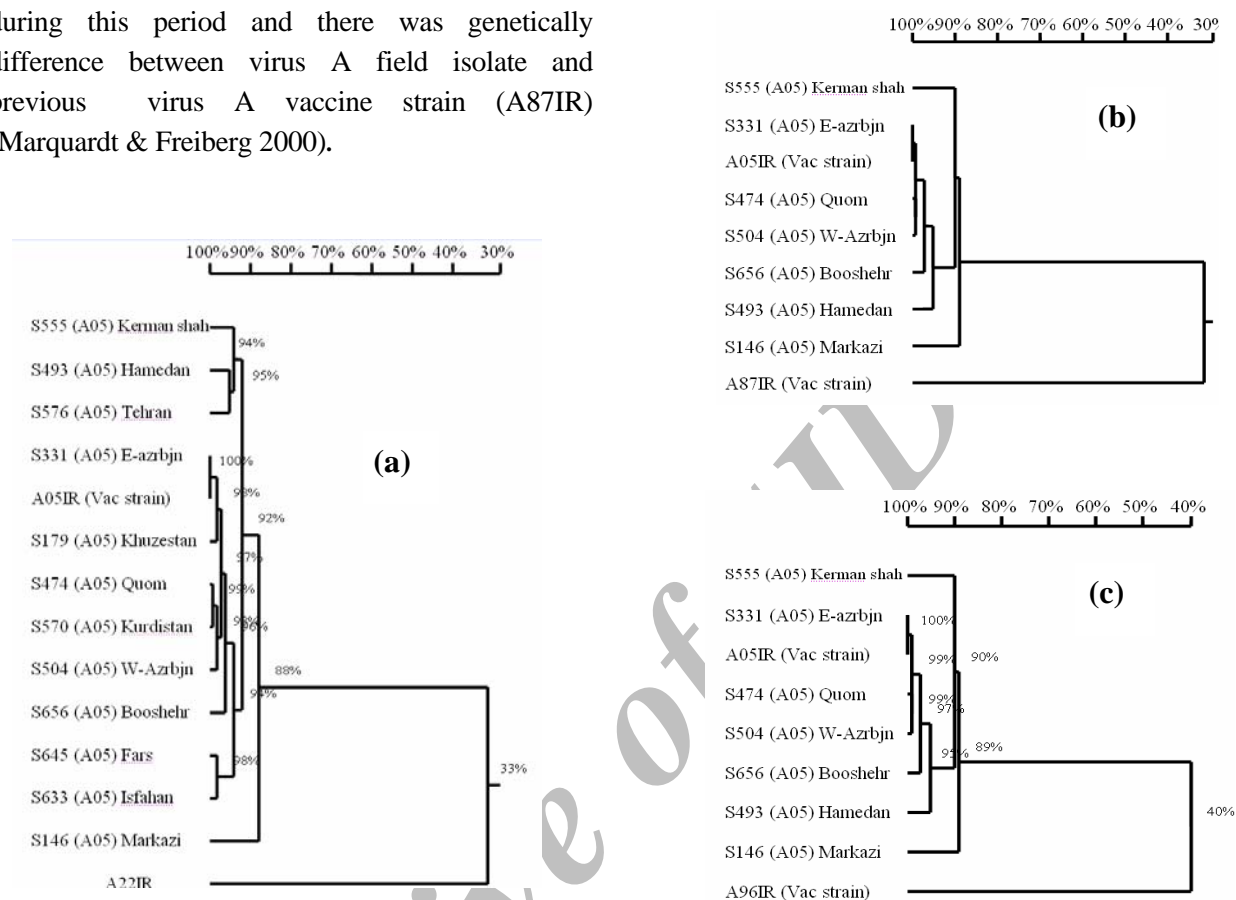 during this period and there was genetically
difference between virus A field isolate and
previous virus A vaccine strain (A87IR)
(Marquardt & Freiberg 2000).
100%90% 80% 70% 60% 50% 40% 30%
S555 (A05) Kerman shah
94%
S493 (A05) Hamedan
95%
S576 (A05) Tehran
S331 (A05) E-azrbjn
100%
(a)
A05IR (Vac strain)
98%
92%
S179 (A05) Khuzestan
97%
S474 (A05) Quom
99%
S570 (A05) Kurdistan
96%
S504 (A05) W-Azrbjn
88%
94%
S656 (A05) Booshehr
S645 (A05) Fars
98%
33%
S633 (A05) Isfahan
S146 (A05) Markazi
A22IR
100%90% 80% 70% 60% 50% 40% 30%
S555 (A05) Kerman shah
(b)
S331 (A05) E-azrbjn
A05IR (Vac strain)
S474 (A05) Quom
S504 (A05) W-Azrbjn
S656 (A05) Booshehr
S493 (A05) Hamedan
S146 (A05) Markazi
A87IR (Vac strain)
100% 90% 80% 70% 60% 50% 40%
S555 (A05) Kerman shah
(c)
S331 (A05) E-azrbjn
100%
A05IR (Vac strain)
99%
90%
S474 (A05) Quom
99%
97%
S504 (A05) W-Azrbjn
95%
89%
S656 (A05) Booshehr
S493 (A05) Hamedan
40%
S146 (A05) Markazi
A96IR (Vac strain)
of